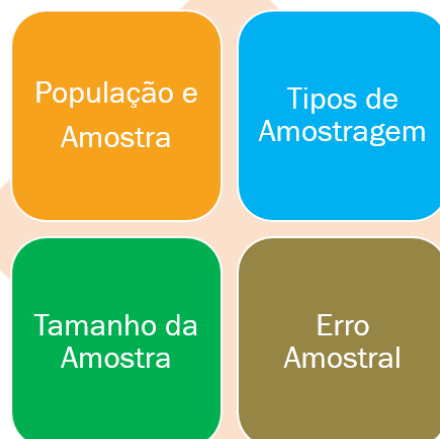 População e
Amostra
Tipos de
Amostragem
Tamanho da
Amostra
Erro
Amostral